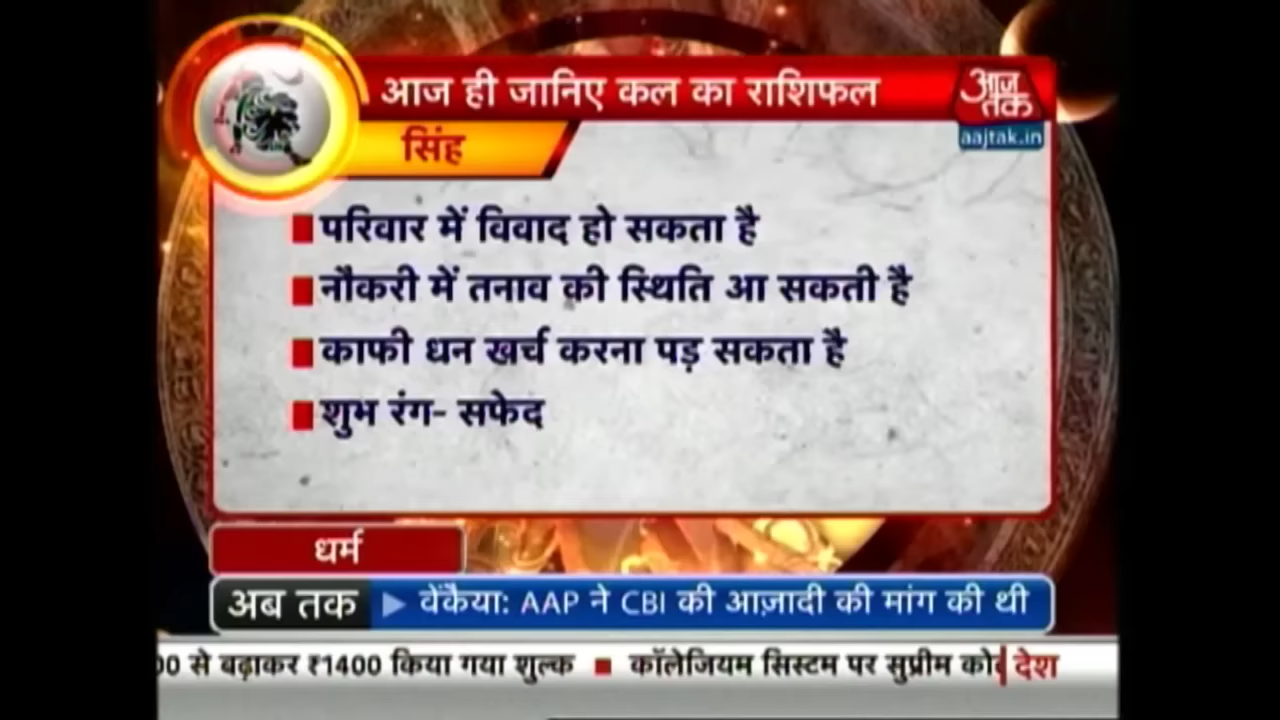 आज ही जानिए कल का राशिफल
आज
तक
aajtak.in
सिंह
परिवार में विवाद हो सकता है
नौकरी में तनाव की स्थिति आ सकती है
काफी धन खर्च करना पड़ सकता है
शुभ रंग- सफेद
धर्म
अब तक वेंकैया: AAP ने CBI की आज़ादी की मांग की थी
00 से बढ़ाकर ₹1400 किया गया शुल्क कॉलेजियम सिस्टम पर सुप्रीम देश